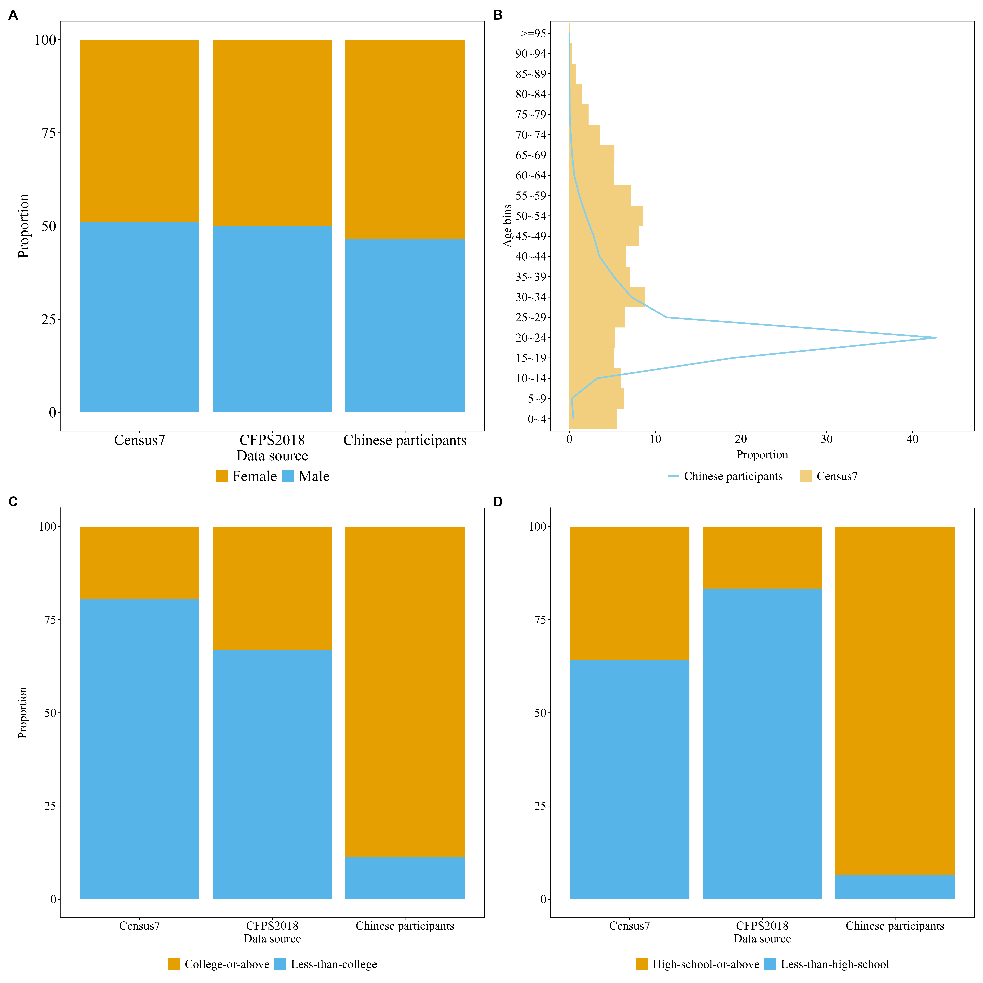 A
100
75
50
25
0
Proportion
Census7
CFPS2018
Chinese participants
Data source
Female
Male
B
>=95
90~94
85~89
80~84
75~79
70~74
65~69
60~64
55~59
50~54
45~49
40~44
35~39
30~34
25~29
20~24
15~19
10~14
5~9
0~4
Age bins
0
10
20
30
40
Proportion
Chinese participants
Census7
C
100
75
50
25
0
Proportion
Census7
CFPS2018
Chinese participants
Data source
College-or-above
Less-than-college
D
100
75
50
25
0
Census7
CFPS2018
Chinese participants
Data source
High-school-or-above
Less-than-high-school